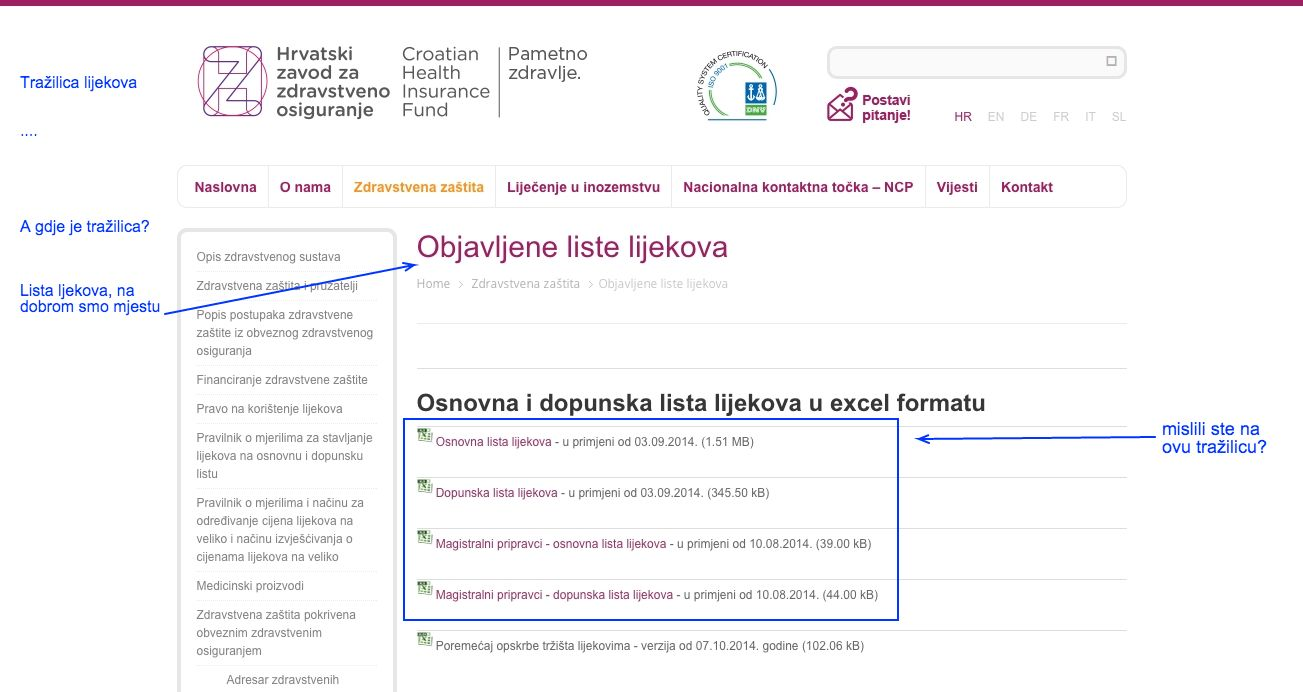 Tražilica lijekova
....
A gdje je tražilica?
Lista ljekova, na
dobrom smo mjestu
Hrvatski
zavod za
zdravstveno
osiguranje
Croatian
Health
Insurance
Fund
Pametno
zdravlje.
QUALITY SYSTEM CERTIFICATION
ISO 9001
DNV
Postavi
pitanje!
HR EN DE FR IT SL
Naslovna O nama Zdravstvena zaštita Liječenje u inozemstvu Nacionalna kontaktna točka – NCP Vijesti Kontakt
Opis zdravstvenog sustava
Zdravstvena zaštita i pružatelji
Popis postupaka zdravstvene
zaštite iz obveznog zdravstvenog
osiguranja
Financiranje zdravstvene zaštite
Pravo na korištenje lijekova
Pravilnik o mjerilima za stavljanje
lijekova na osnovnu i dopunsku
listu
Pravilnik o mjerilima i načinu za
određivanje cijena lijekova na
veliko i načinu izvješćivanja o
cijenama lijekova na veliko
Medicinski proizvodi
Zdravstvena zaštita pokrivena
obveznim zdravstvenim
osiguranjem
Adresar zdravstvenih
Objavljene liste lijekova
Home > Zdravstvena zaštita > Objavljene liste lijekova
Osnovna i dopunska lista lijekova u excel formatu
Osnovna lista lijekova - u primjeni od 03.09.2014. (1.51 MB)
Dopunska lista lijekova - u primjeni od 03.09.2014. (345.50 kB)
Magistralni pripravci - osnovna lista lijekova - u primjeni od 10.08.2014. (39.00 kB)
Magistralni pripravci - dopunska lista lijekova - u primjeni od 10.08.2014. (44.00 kB)
Poremećaj opskrbe tržišta lijekovima - verzija od 07.10.2014. godine (102.06 kB)
mislili ste na
ovu tražilicu?